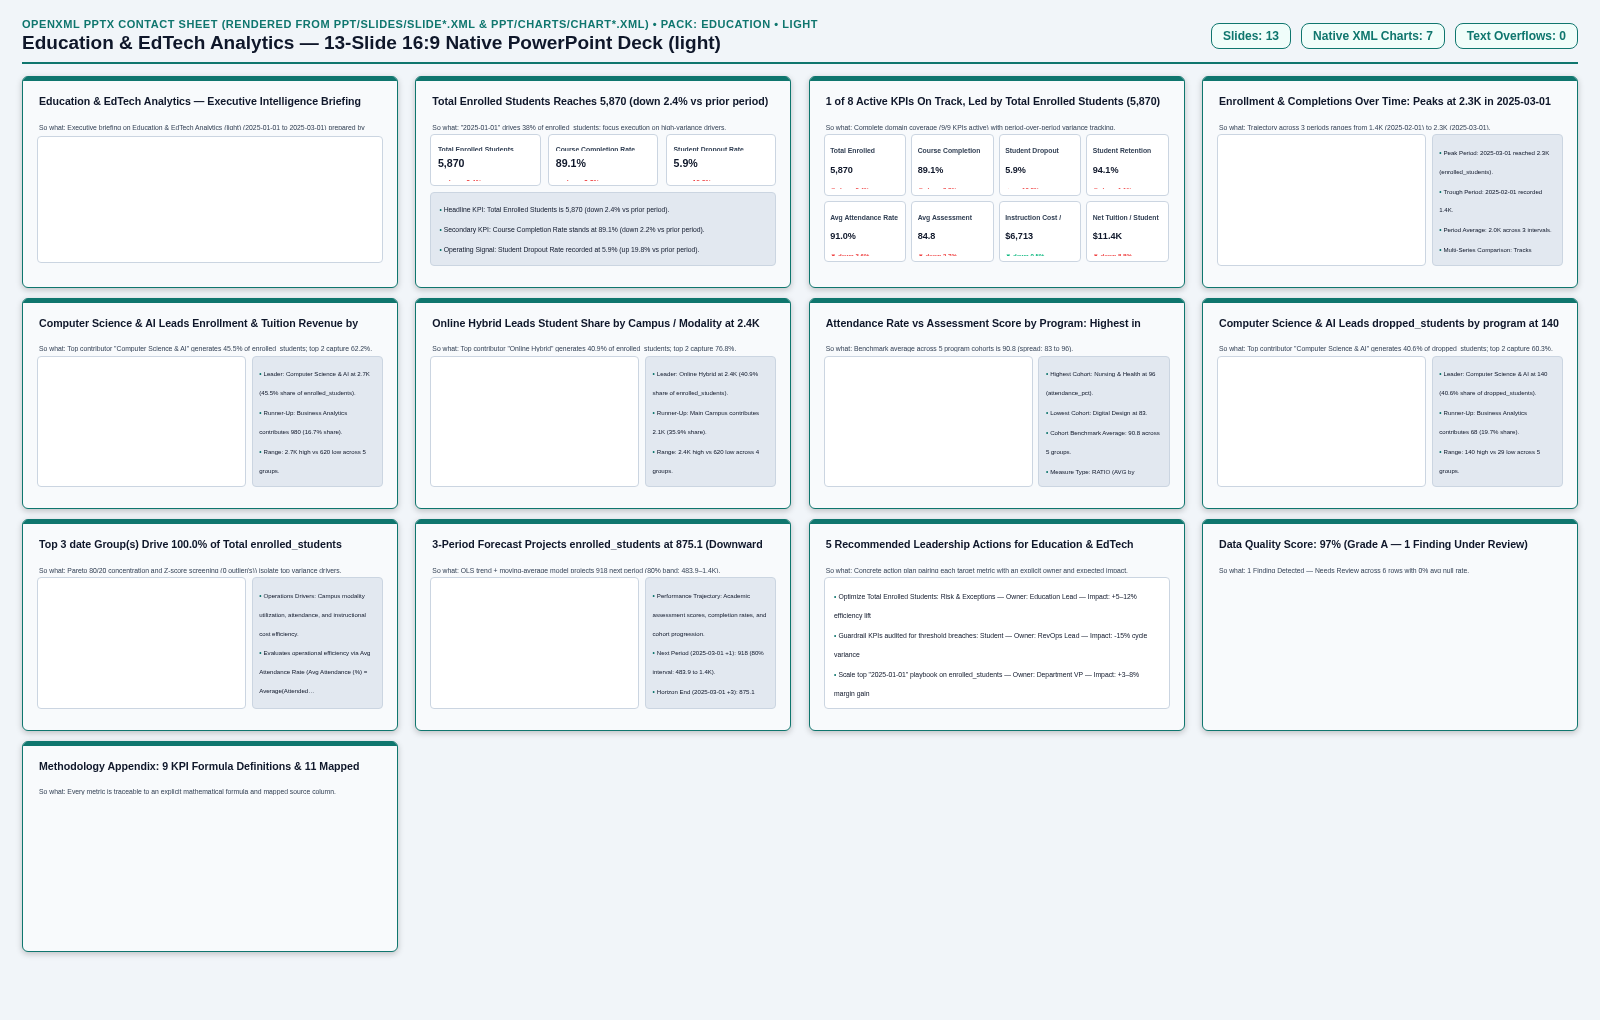 OPENXML PPTX CONTACT SHEET (RENDERED FROM PPT/SLIDES/SLIDE*.XML & PPT/CHARTS/CHART*.XML) • PACK: EDUCATION • LIGHT
Education & EdTech Analytics — 13-Slide 16:9 Native PowerPoint Deck (light)
Slides: 13
Native XML Charts: 7
Text Overflows: 0
Education & EdTech Analytics — Executive Intelligence Briefing
So what: Executive briefing on Education & EdTech Analytics (light) (2025-01-01 to 2025-03-01) prepared by
Total Enrolled Students Reaches 5,870 (down 2.4% vs prior period)
So what: "2025-01-01" drives 38% of enrolled_students; focus execution on high-variance drivers.
Total Enrolled Students
5,870
Course Completion Rate
89.1%
Student Dropout Rate
5.9%
• Headline KPI: Total Enrolled Students is 5,870 (down 2.4% vs prior period).
• Secondary KPI: Course Completion Rate stands at 89.1% (down 2.2% vs prior period).
• Operating Signal: Student Dropout Rate recorded at 5.9% (up 19.8% vs prior period).
1 of 8 Active KPIs On Track, Led by Total Enrolled Students (5,870)
So what: Complete domain coverage (9/9 KPIs active) with period-over-period variance tracking.
Total Enrolled
5,870
Course Completion
89.1%
Student Dropout
5.9%
Student Retention
94.1%
Avg Attendance Rate
91.0%
Avg Assessment
84.8
Instruction Cost /
$6,713
Net Tuition / Student
$11.4K
Enrollment & Completions Over Time: Peaks at 2.3K in 2025-03-01
So what: Trajectory across 3 periods ranges from 1.4K (2025-02-01) to 2.3K (2025-03-01).
• Peak Period: 2025-03-01 reached 2.3K
(enrolled_students).
• Trough Period: 2025-02-01 recorded
1.4K.
• Period Average: 2.0K across 3 intervals.
• Multi-Series Comparison: Tracks
Computer Science & AI Leads Enrollment & Tuition Revenue by
So what: Top contributor "Computer Science & AI" generates 45.5% of enrolled_students; top 2 capture 62.2%.
• Leader: Computer Science & AI at 2.7K
(45.5% share of enrolled_students).
• Runner-Up: Business Analytics
contributes 980 (16.7% share).
• Range: 2.7K high vs 620 low across 5
groups.
Online Hybrid Leads Student Share by Campus / Modality at 2.4K
So what: Top contributor "Online Hybrid" generates 40.9% of enrolled_students; top 2 capture 76.8%.
• Leader: Online Hybrid at 2.4K (40.9%
share of enrolled_students).
• Runner-Up: Main Campus contributes
2.1K (35.9% share).
• Range: 2.4K high vs 620 low across 4
groups.
Attendance Rate vs Assessment Score by Program: Highest in
So what: Benchmark average across 5 program cohorts is 90.8 (spread: 83 to 96).
• Highest Cohort: Nursing & Health at 96
(attendance_pct).
• Lowest Cohort: Digital Design at 83.
• Cohort Benchmark Average: 90.8 across
5 groups.
• Measure Type: RATIO (AVG by
Computer Science & AI Leads dropped_students by program at 140
So what: Top contributor "Computer Science & AI" generates 40.6% of dropped_students; top 2 capture 60.3%.
• Leader: Computer Science & AI at 140
(40.6% share of dropped_students).
• Runner-Up: Business Analytics
contributes 68 (19.7% share).
• Range: 140 high vs 29 low across 5
groups.
Top 3 date Group(s) Drive 100.0% of Total enrolled_students
So what: Pareto 80/20 concentration and Z-score screening (0 outlier(s)) isolate top variance drivers.
• Operations Drivers: Campus modality
utilization, attendance, and instructional
cost efficiency.
• Evaluates operational efficiency via Avg
Attendance Rate (Avg Attendance (%) =
Average(Attended…
3-Period Forecast Projects enrolled_students at 875.1 (Downward
So what: OLS trend + moving-average model projects 918 next period (80% band: 483.9–1.4K).
• Performance Trajectory: Academic
assessment scores, completion rates, and
cohort progression.
• Next Period (2025-03-01 +1): 918 (80%
interval: 483.9 to 1.4K).
• Horizon End (2025-03-01 +3): 875.1
5 Recommended Leadership Actions for Education & EdTech
So what: Concrete action plan pairing each target metric with an explicit owner and expected impact.
• Optimize Total Enrolled Students: Risk & Exceptions — Owner: Education Lead — Impact: +5–12%
efficiency lift
• Guardrail KPIs audited for threshold breaches: Student — Owner: RevOps Lead — Impact: -15% cycle
variance
• Scale top "2025-01-01" playbook on enrolled_students — Owner: Department VP — Impact: +3–8%
margin gain
Data Quality Score: 97% (Grade A — 1 Finding Under Review)
So what: 1 Finding Detected — Needs Review across 6 rows with 0% avg null rate.
Methodology Appendix: 9 KPI Formula Definitions & 11 Mapped
So what: Every metric is traceable to an explicit mathematical formula and mapped source column.